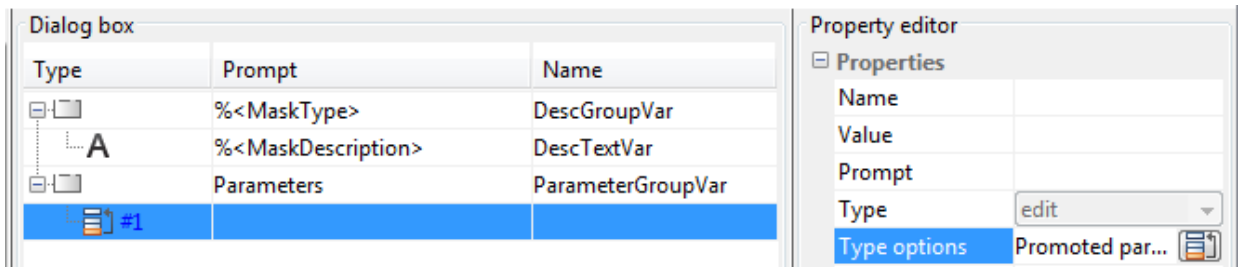 Dialog box
Type Prompt Name
%<MaskType> DescGroupVar
A %<MaskDescription> DescTextVar
Parameters ParameterGroupVar
#1
Property editor
Properties
Name
Value
Prompt
Type edit
Type options Promoted par...